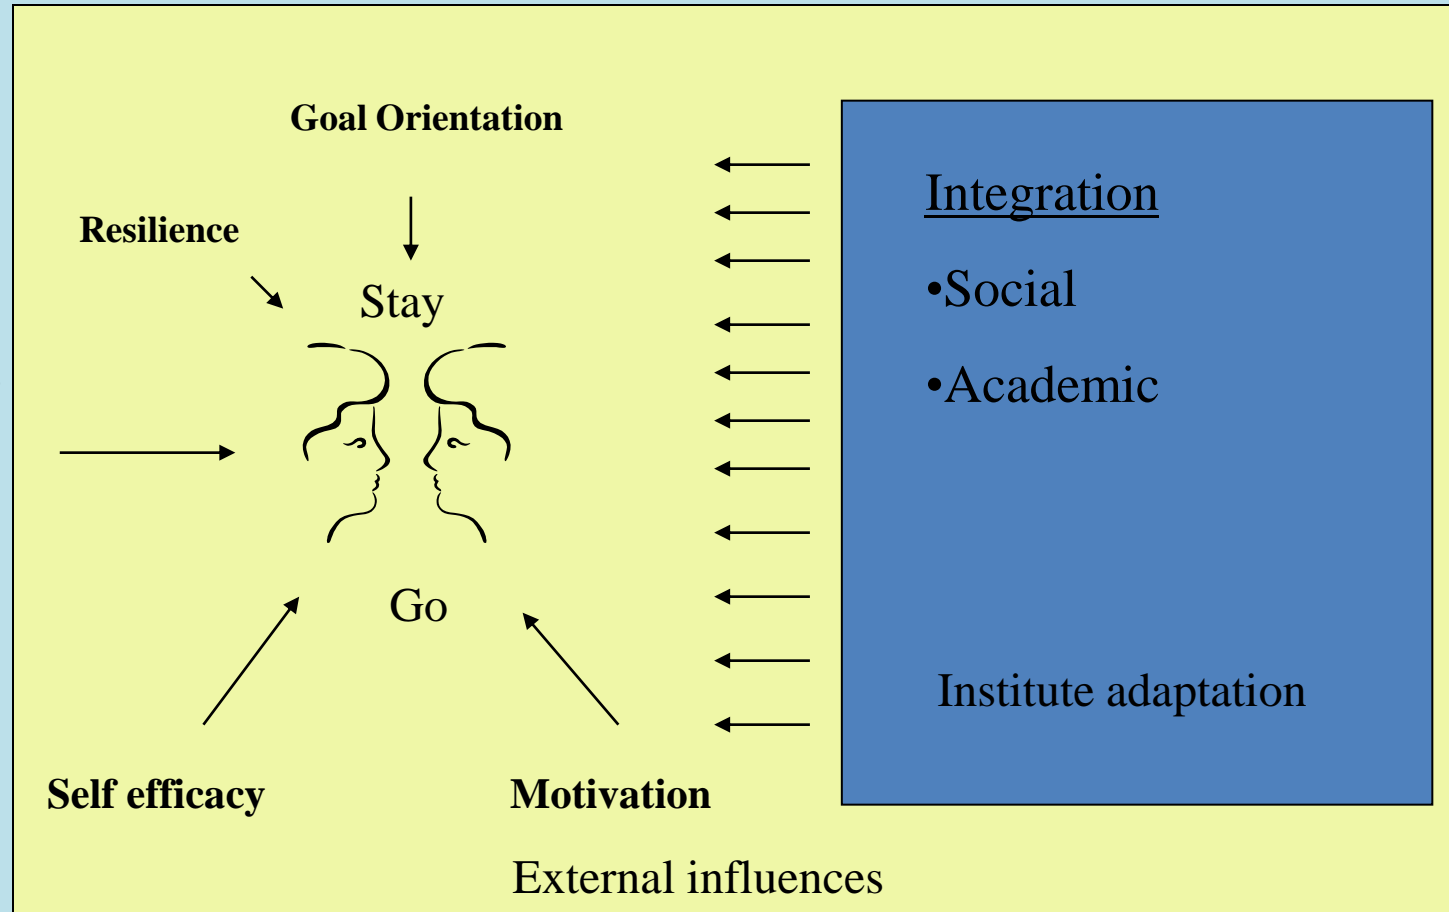 Goal Orientation
Resilience
Stay
Go
Self efficacy
Motivation
External influences
Integration
•Social
•Academic
Institute adaptation